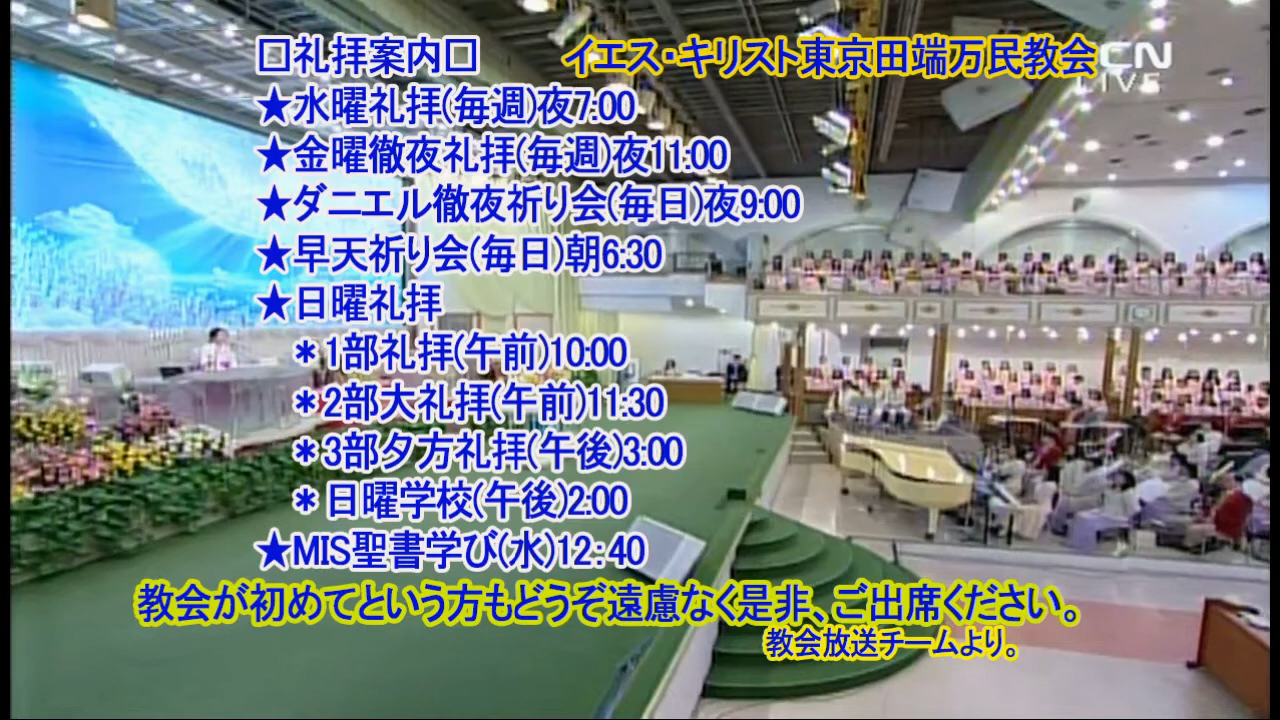 □礼拝案内□ イエス・キリスト東京田端万民教会 CN
LIVE
★水曜礼拝(毎週)夜7:00
★金曜徹夜礼拝(毎週)夜11:00
★ダニエル徹夜祈り会(毎日)夜9:00
★早天祈り会(毎日)朝6:30
★日曜礼拝
*1部礼拝(午前)10:00
*2部大礼拝(午前)11:30
*3部夕方礼拝(午後)3:00
*日曜学校(午後)2:00
★MIS聖書学び(水)12:40
教会が初めてという方もどうぞ遠慮なく是非、ご出席ください。
教会放送チームより。